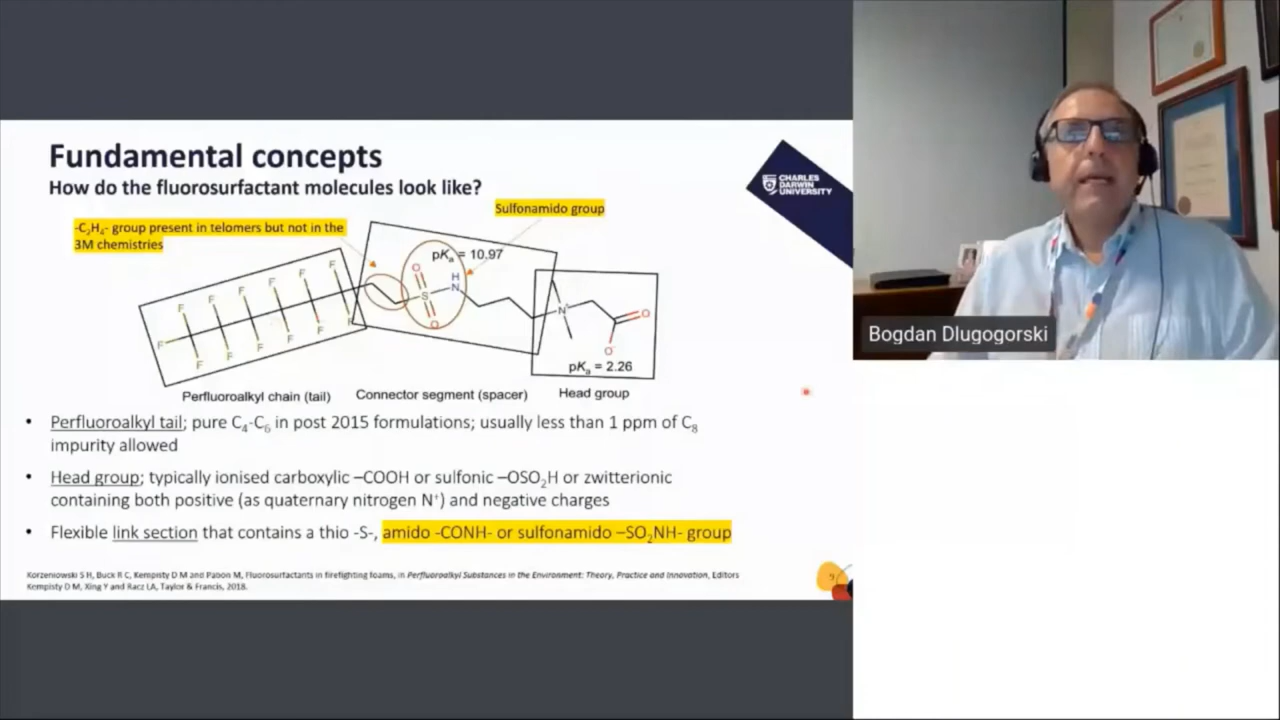 Fundamental concepts
How do the fluorosurfactant molecules look like?
CHARLES
DARWIN
UNIVERSITY
Sulfonamido group
-C₂H₄- group present in telomers but not in the
3M chemistries
pKₐ = 10.97
F F F F F F
F F F F F F F
O
S
O
H
N
N⁺
O
O⁻
pKₐ = 2.26
Perfluoroalkyl chain (tail)
Connector segment (spacer)
Head group
• Perfluoroalkyl tail; pure C₄-C₆ in post 2015 formulations; usually less than 1 ppm of C₈
impurity allowed
• Head group; typically ionised carboxylic –COOH or sulfonic –OSO₂H or zwitterionic
containing both positive (as quaternary nitrogen N⁺) and negative charges
• Flexible link section that contains a thio -S-, amido -CONH- or sulfonamido –SO₂NH- group
Korzeniowski S H, Buck R C, Kempisty D M and Pabon M, Fluorosurfactants in firefighting foams, in Perfluoroalkyl Substances in the Environment: Theory, Practice and Innovation, Editors
Kempisty D M, Xing Y and Racz LA, Taylor & Francis, 2018.
9
Bogdan Dlugogorski